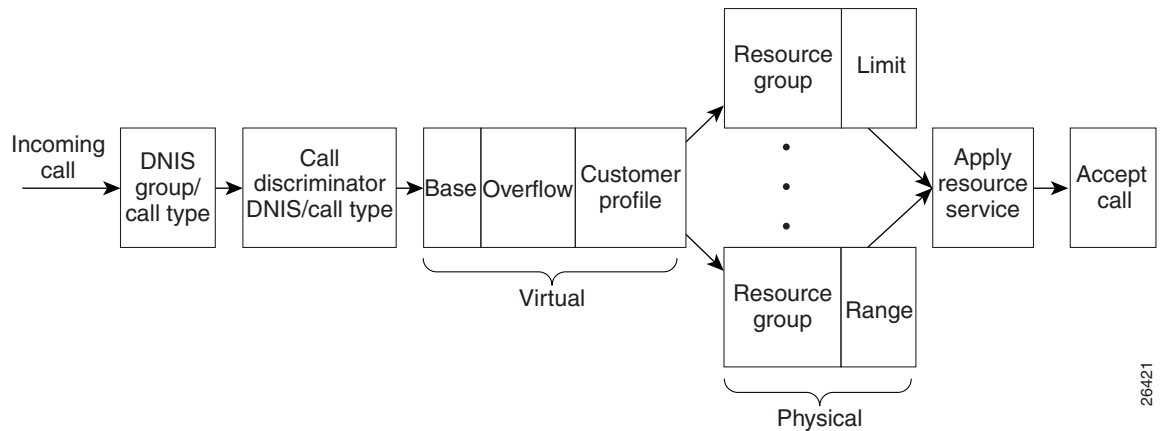 Incoming
call
DNIS
group/
call type
Call
discriminator
DNIS/call type
Base
Overflow
Customer
profile
Virtual
Resource
group
Limit
Resource
group
Range
Physical
Apply
resource
service
Accept
call
26421